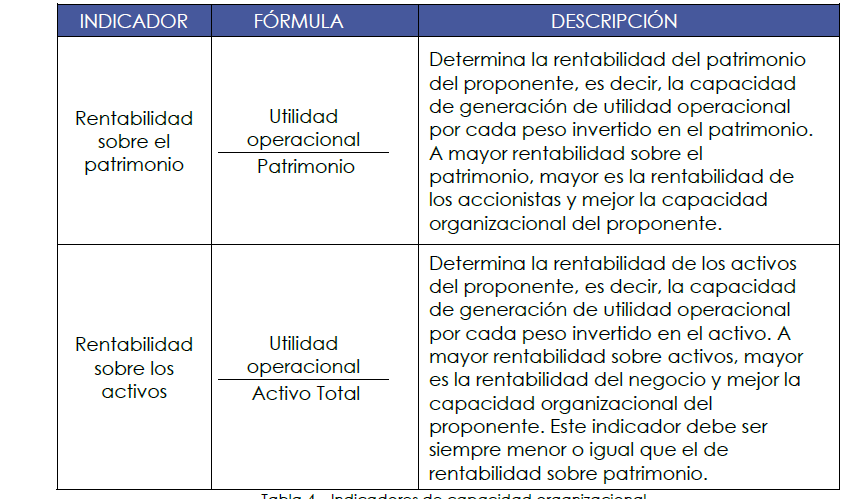 INDICADOR FÓRMULA DESCRIPCIÓN
Rentabilidad
sobre el
patrimonio
Utilidad
operacional
Patrimonio
Determina la rentabilidad del patrimonio
del proponente, es decir, la capacidad
de generación de utilidad operacional
por cada peso invertido en el patrimonio.
A mayor rentabilidad sobre el
patrimonio, mayor es la rentabilidad de
los accionistas y mejor la capacidad
organizacional del proponente.
Rentabilidad
sobre los
activos
Utilidad
operacional
Activo Total
Determina la rentabilidad de los activos
del proponente, es decir, la capacidad
de generación de utilidad operacional
por cada peso invertido en el activo. A
mayor rentabilidad sobre activos, mayor
es la rentabilidad del negocio y mejor la
capacidad organizacional del
proponente. Este indicador debe ser
siempre menor o igual que el de
rentabilidad sobre patrimonio.
Tabla 4 - Indicadores de capacidad organizacional